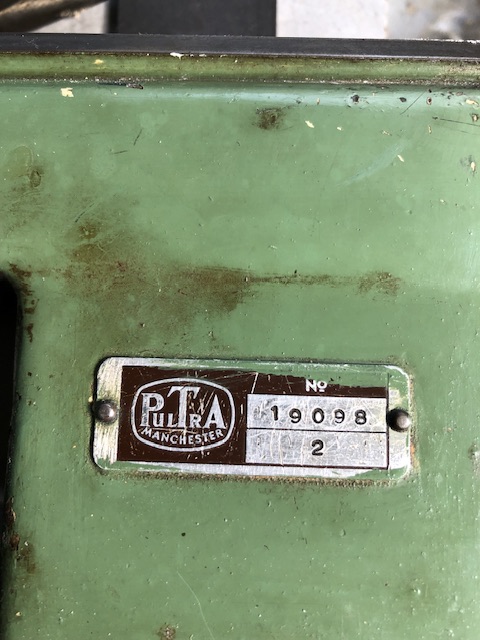 PULTRA
MANCHESTER
Nº
19098
2